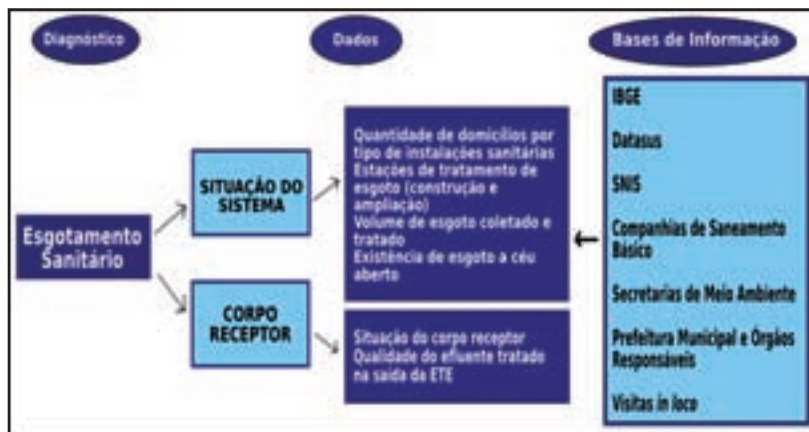 Diagnóstico
Dados
Bases de Informação
Esgotamento
Sanitário
SITUAÇÃO DO
SISTEMA
CORPO
RECEPTOR
Quantidade de domicílios por
tipo de instalações sanitárias
Estações de tratamento de
esgoto (construção e
ampliação)
Volume de esgoto coletado e
tratado
Existência de esgoto a céu
aberto
Situação do corpo receptor
Qualidade do efluente tratado
na saída da ETE
IBGE
Datasus
SNIS
Companhias de Saneamento
Básico
Secretarias de Meio Ambiente
Prefeitura Municipal e Órgãos
Responsáveis
Visitas in loco